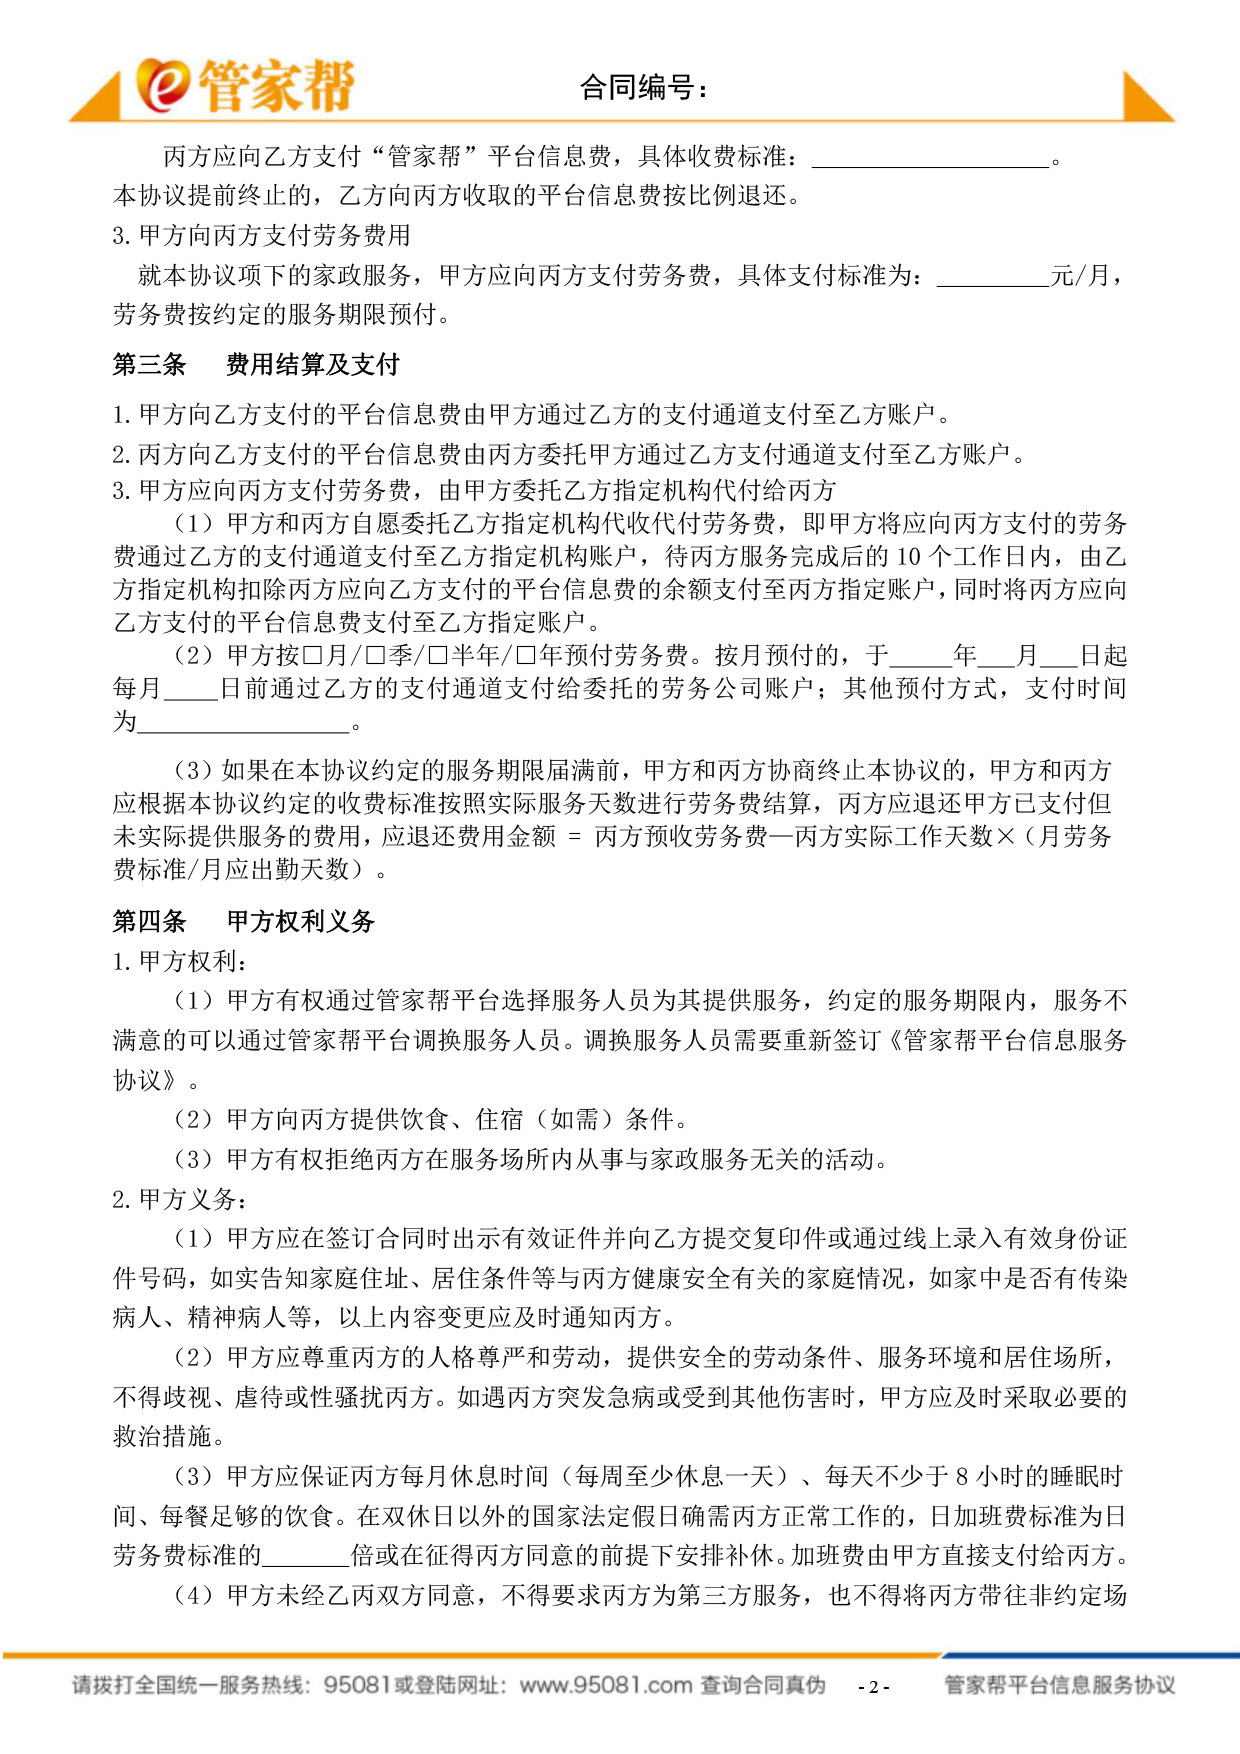 管家帮
合同编号：
丙方应向乙方支付“管家帮”平台信息费，具体收费标准：___________________。
本协议提前终止的，乙方向丙方收取的平台信息费按比例退还。
3.甲方向丙方支付劳务费用
就本协议项下的家政服务，甲方应向丙方支付劳务费，具体支付标准为：_________元/月，
劳务费按约定的服务期限预付。
第三条 费用结算及支付
1.甲方向乙方支付的平台信息费由甲方通过乙方的支付通道支付至乙方账户。
2.丙方向乙方支付的平台信息费由丙方委托甲方通过乙方支付通道支付至乙方账户。
3.甲方应向丙方支付劳务费，由甲方委托乙方指定机构代付给丙方
（1）甲方和丙方自愿委托乙方指定机构代收代付劳务费，即甲方将应向丙方支付的劳务
费通过乙方的支付通道支付至乙方指定机构账户，待丙方服务完成后的 10 个工作日内，由乙
方指定机构扣除丙方应向乙方支付的平台信息费的余额支付至丙方指定账户，同时将丙方应向
乙方支付的平台信息费支付至乙方指定账户。
（2）甲方按□月/□季/□半年/□年预付劳务费。按月预付的，于_____年___月___日起
每月____日前通过乙方的支付通道支付给委托的劳务公司账户；其他预付方式，支付时间
为_________________。
（3）如果在本协议约定的服务期限届满前，甲方和丙方协商终止本协议的，甲方和丙方
应根据本协议约定的收费标准按照实际服务天数进行劳务费结算，丙方应退还甲方已支付但
未实际提供服务的费用，应退还费用金额 = 丙方预收劳务费—丙方实际工作天数×（月劳务
费标准/月应出勤天数）。
第四条 甲方权利义务
1.甲方权利：
（1）甲方有权通过管家帮平台选择服务人员为其提供服务，约定的服务期限内，服务不
满意的可以通过管家帮平台调换服务人员。调换服务人员需要重新签订《管家帮平台信息服务
协议》。
（2）甲方向丙方提供饮食、住宿（如需）条件。
（3）甲方有权拒绝丙方在服务场所内从事与家政服务无关的活动。
2.甲方义务：
（1）甲方应在签订合同时出示有效证件并向乙方提交复印件或通过线上录入有效身份证
件号码，如实告知家庭住址、居住条件等与丙方健康安全有关的家庭情况，如家中是否有传染
病人、精神病人等，以上内容变更应及时通知丙方。
（2）甲方应尊重丙方的人格尊严和劳动，提供安全的劳动条件、服务环境和居住场所，
不得歧视、虐待或性骚扰丙方。如遇丙方突发急病或受到其他伤害时，甲方应及时采取必要的
救治措施。
（3）甲方应保证丙方每月休息时间（每周至少休息一天）、每天不少于 8 小时的睡眠时
间、每餐足够的饮食。在双休日以外的国家法定假日确需丙方正常工作的，日加班费标准为日
劳务费标准的_______倍或在征得丙方同意的前提下安排补休。加班费由甲方直接支付给丙方。
（4）甲方未经乙丙双方同意，不得要求丙方为第三方服务，也不得将丙方带往非约定场
请拨打全国统一服务热线：95081或登陆网址：www.95081.com 查询合同真伪 - 2 - 管家帮平台信息服务协议